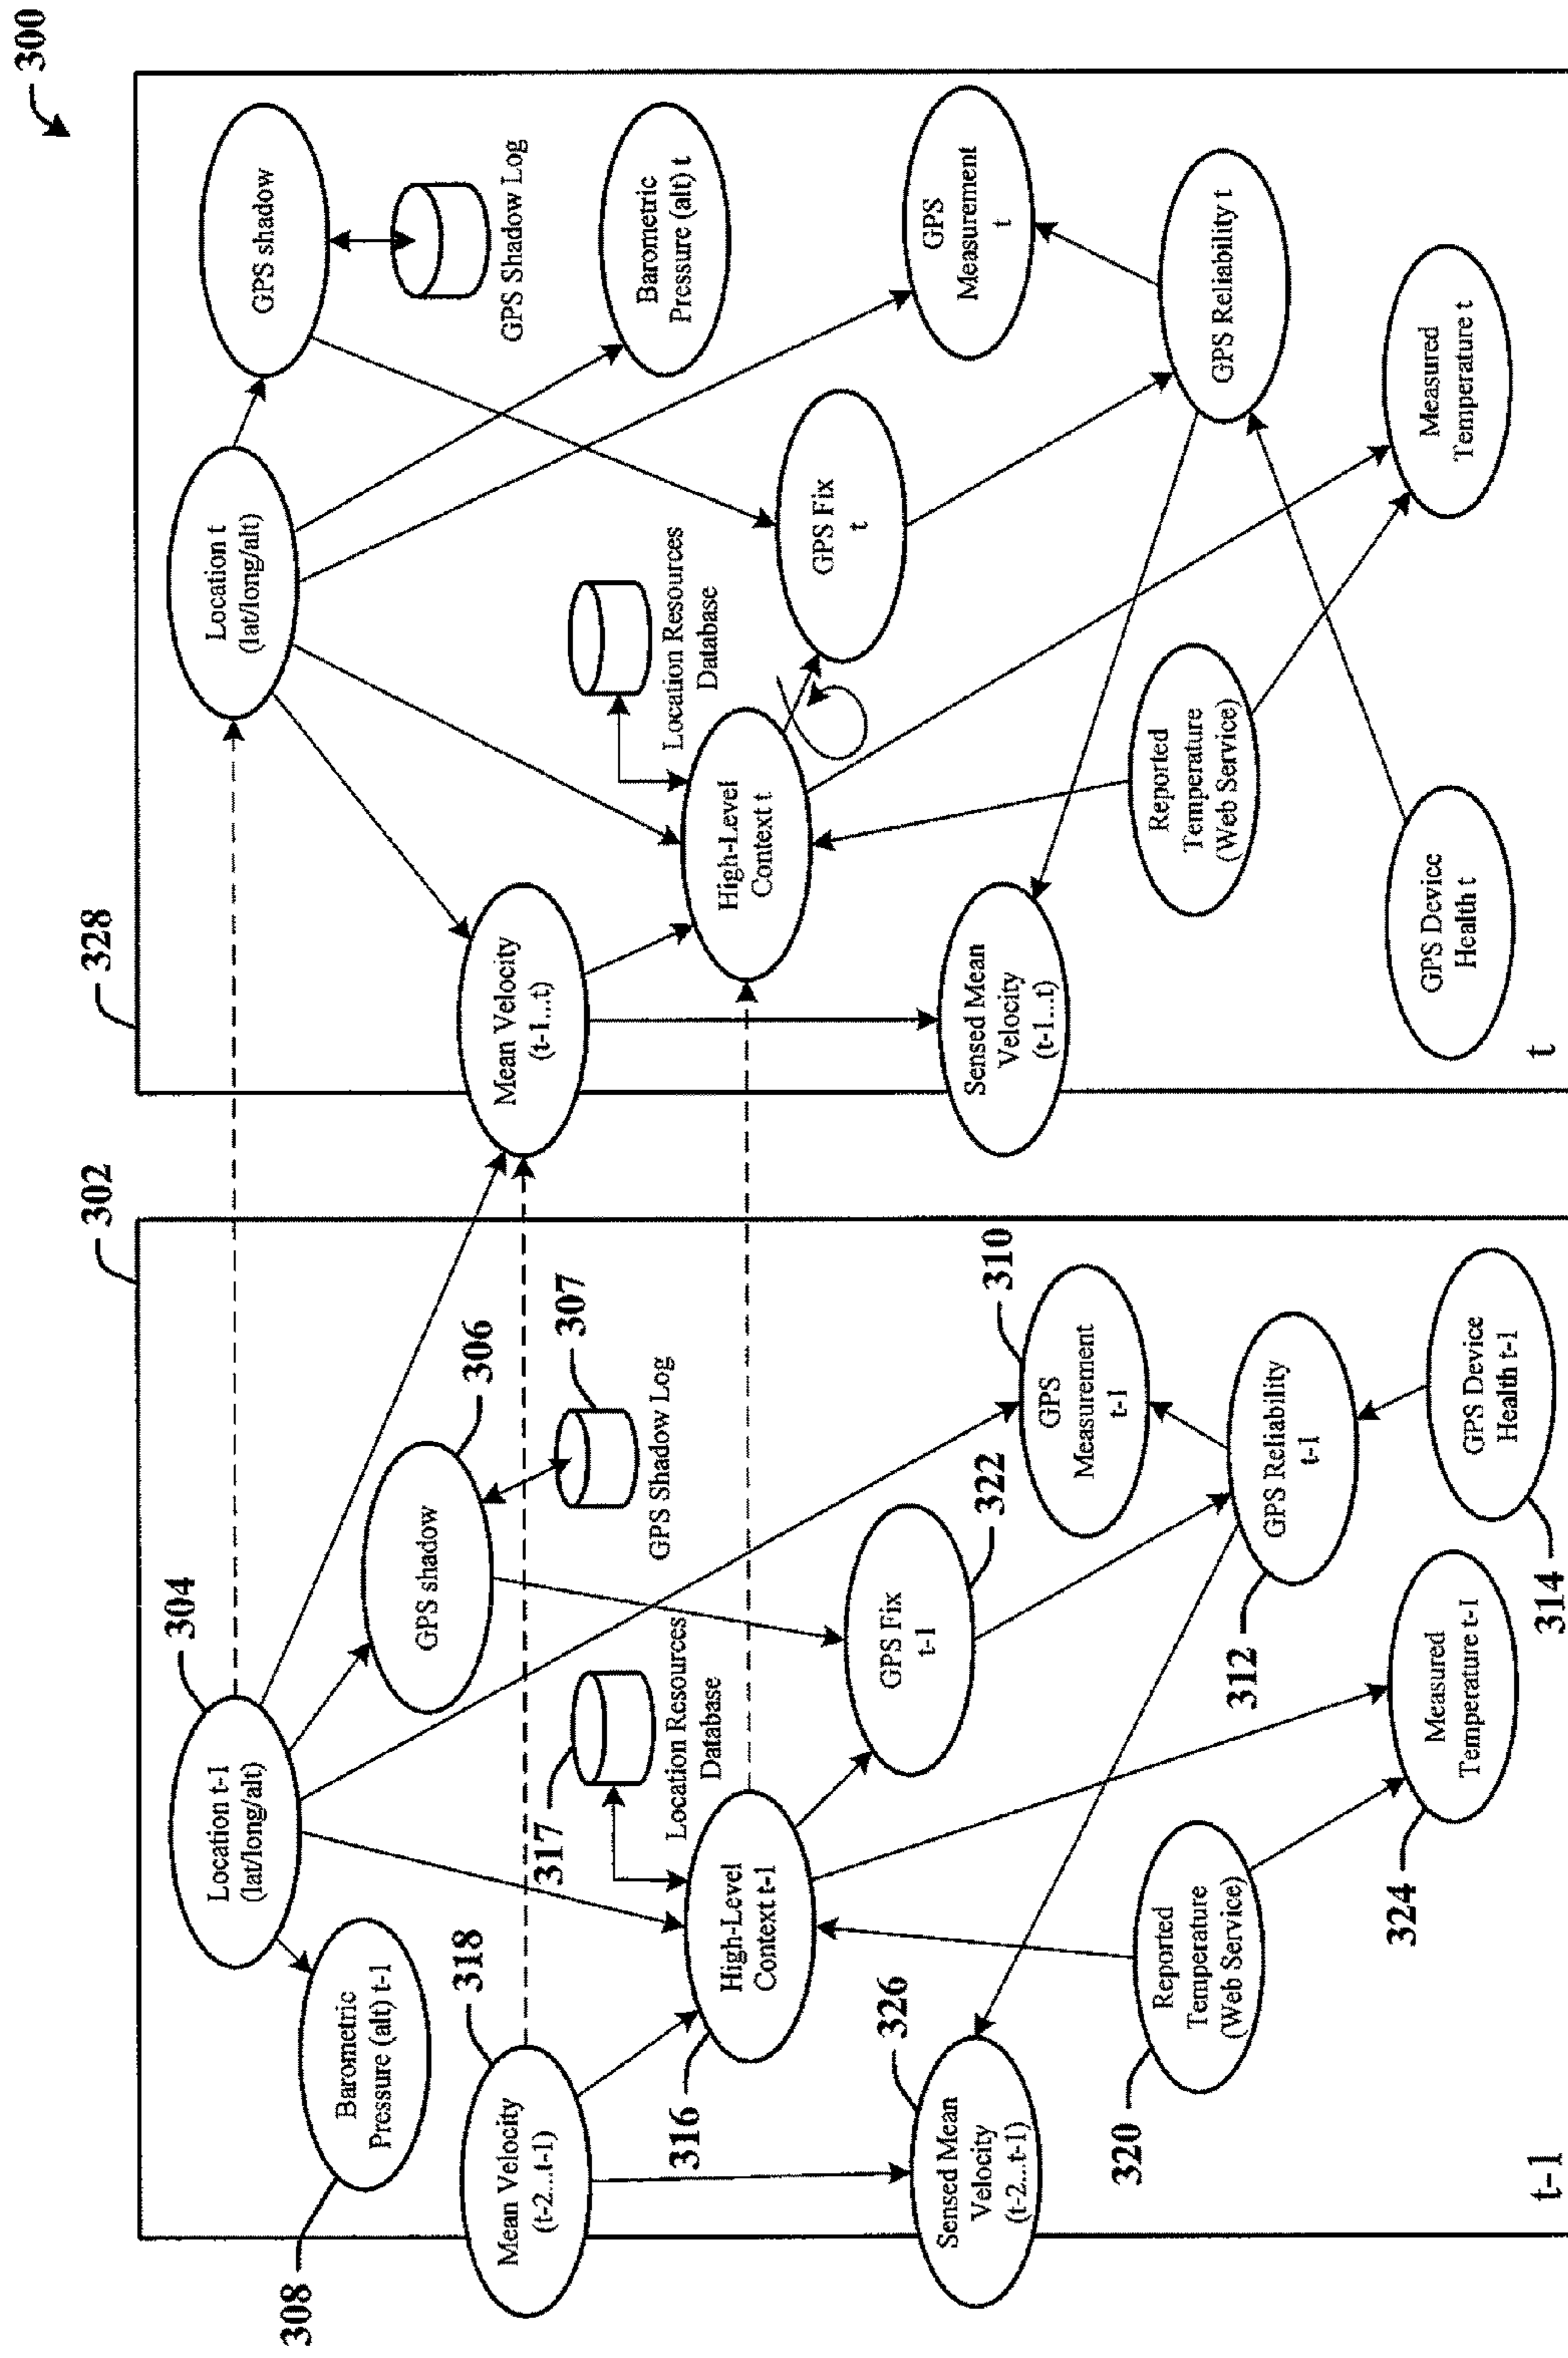 300
302
328
304
Location t-1
(lat/long/alt)
308
Barometric
Pressure (alt) t-1
306
GPS shadow
307
GPS Shadow Log
318
Mean Velocity
(t-2...t-1)
317
Location Resources
Database
316
High-Level
Context t-1
322
GPS Fix
t-1
310
GPS
Measurement
t-1
326
Sensed Mean
Velocity
(t-2...t-1)
320
Reported
Temperature
(Web Service)
312
GPS Reliability
t-1
324
Measured
Temperature t-1
314
GPS Device
Health t-1
t-1
Location t
(lat/long/alt)
GPS shadow
GPS Shadow Log
Mean Velocity
(t-1...t)
Barometric
Pressure (alt) t
Location Resources
Database
High-Level
Context t
GPS Fix
t
GPS
Measurement
t
Sensed Mean
Velocity
(t-1...t)
Reported
Temperature
(Web Service)
GPS Reliability t
GPS Device
Health t
Measured
Temperature t
t